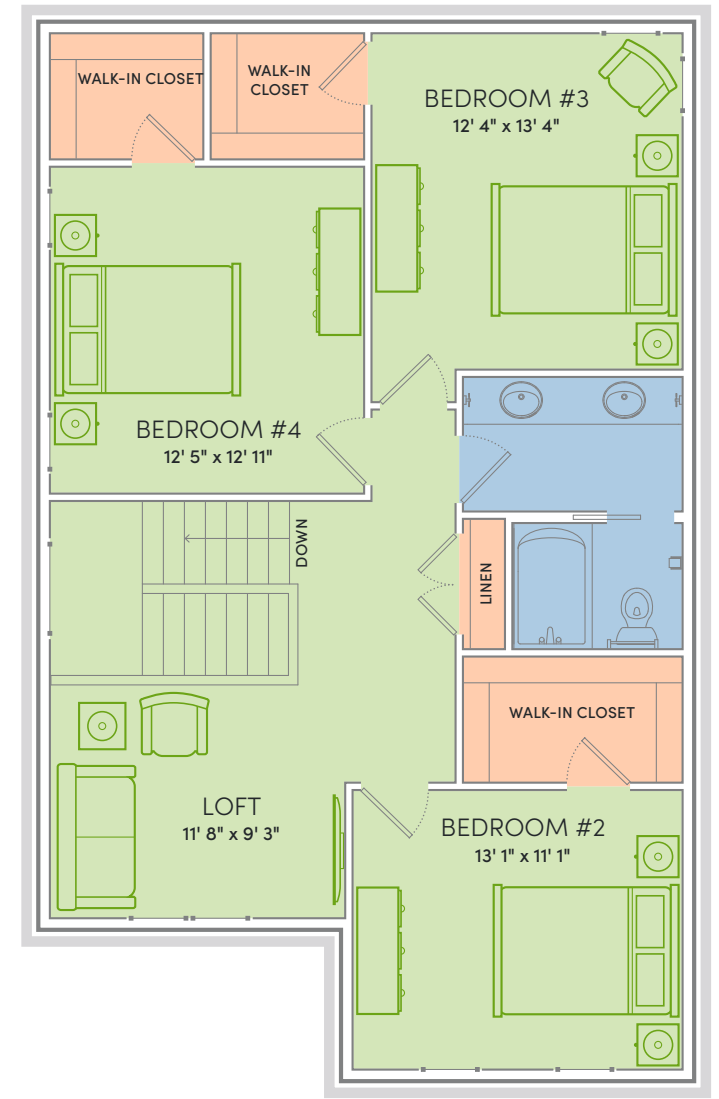 WALK-IN CLOSET
WALK-IN
CLOSET
BEDROOM #3
12' 4" x 13' 4"
BEDROOM #4
12' 5" x 12' 11"
DOWN
LINEN
WALK-IN CLOSET
LOFT
11' 8" x 9' 3"
BEDROOM #2
13' 1" x 11' 1"